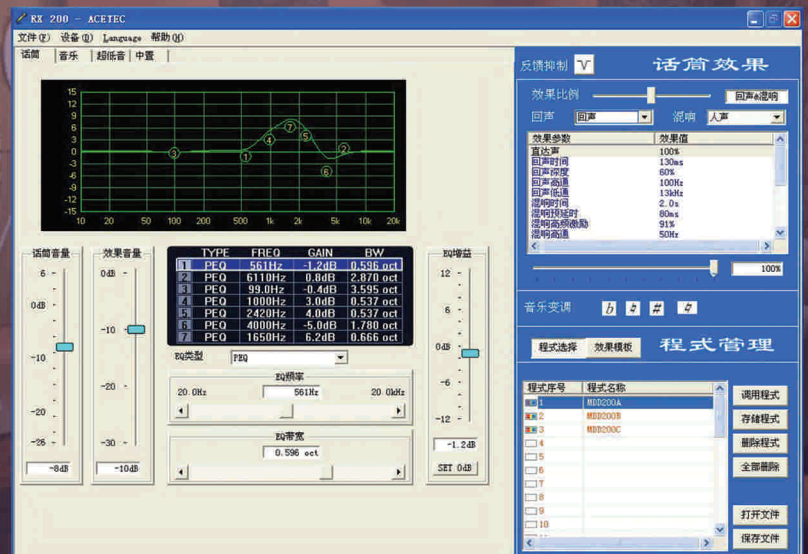 RX 200 - ACETEC
文件(F) 设备(D) Language 帮助(H)
话筒 音乐 超低音 中置
15
12
9
6
3
0
-3
-6
-9
-12
-15
10 20 50 100 200 500 1k 2k 5k 10k 20k
① ② ③ ④ ⑤ ⑥ ⑦
话筒音量
6
0dB
-10
-20
-26
-8dB
效果音量
0dB
-10
-20
-30
-10dB
TYPE FREQ GAIN BW
1 PEQ 561Hz -1.2dB 0.596 oct
2 PEQ 6110Hz 0.8dB 2.870 oct
3 PEQ 99.0Hz -0.4dB 3.595 oct
4 PEQ 1000Hz 3.0dB 0.537 oct
5 PEQ 2420Hz 4.0dB 0.537 oct
6 PEQ 4000Hz -5.0dB 1.780 oct
7 PEQ 1650Hz 6.2dB 0.666 oct
EQ类型 PEQ
EQ频率
20.0Hz 561Hz 20.0kHz
EQ带宽
0.596 oct
EQ增益
12
6
0dB
-6
-12
-1.2dB
SET 0dB
反馈抑制 话筒效果
效果比例 回声&混响
回声 回声 混响 人声
效果参数 效果值
直达声 100%
回声时间 130ms
回声深度 60%
回声高通 100Hz
回声低通 13kHz
混响时间 2.0s
混响预延时 80ms
混响高频激励 91%
混响高通 50Hz
100%
音乐变调 b ♮ # ♮
程式选择 效果模板 程式管理
程式序号 程式名称
1 MDD200A
2 MDD200B
3 MDD200C
4
5
6
7
8
9
10
调用程式
存储程式
删除程式
全部删除
打开文件
保存文件